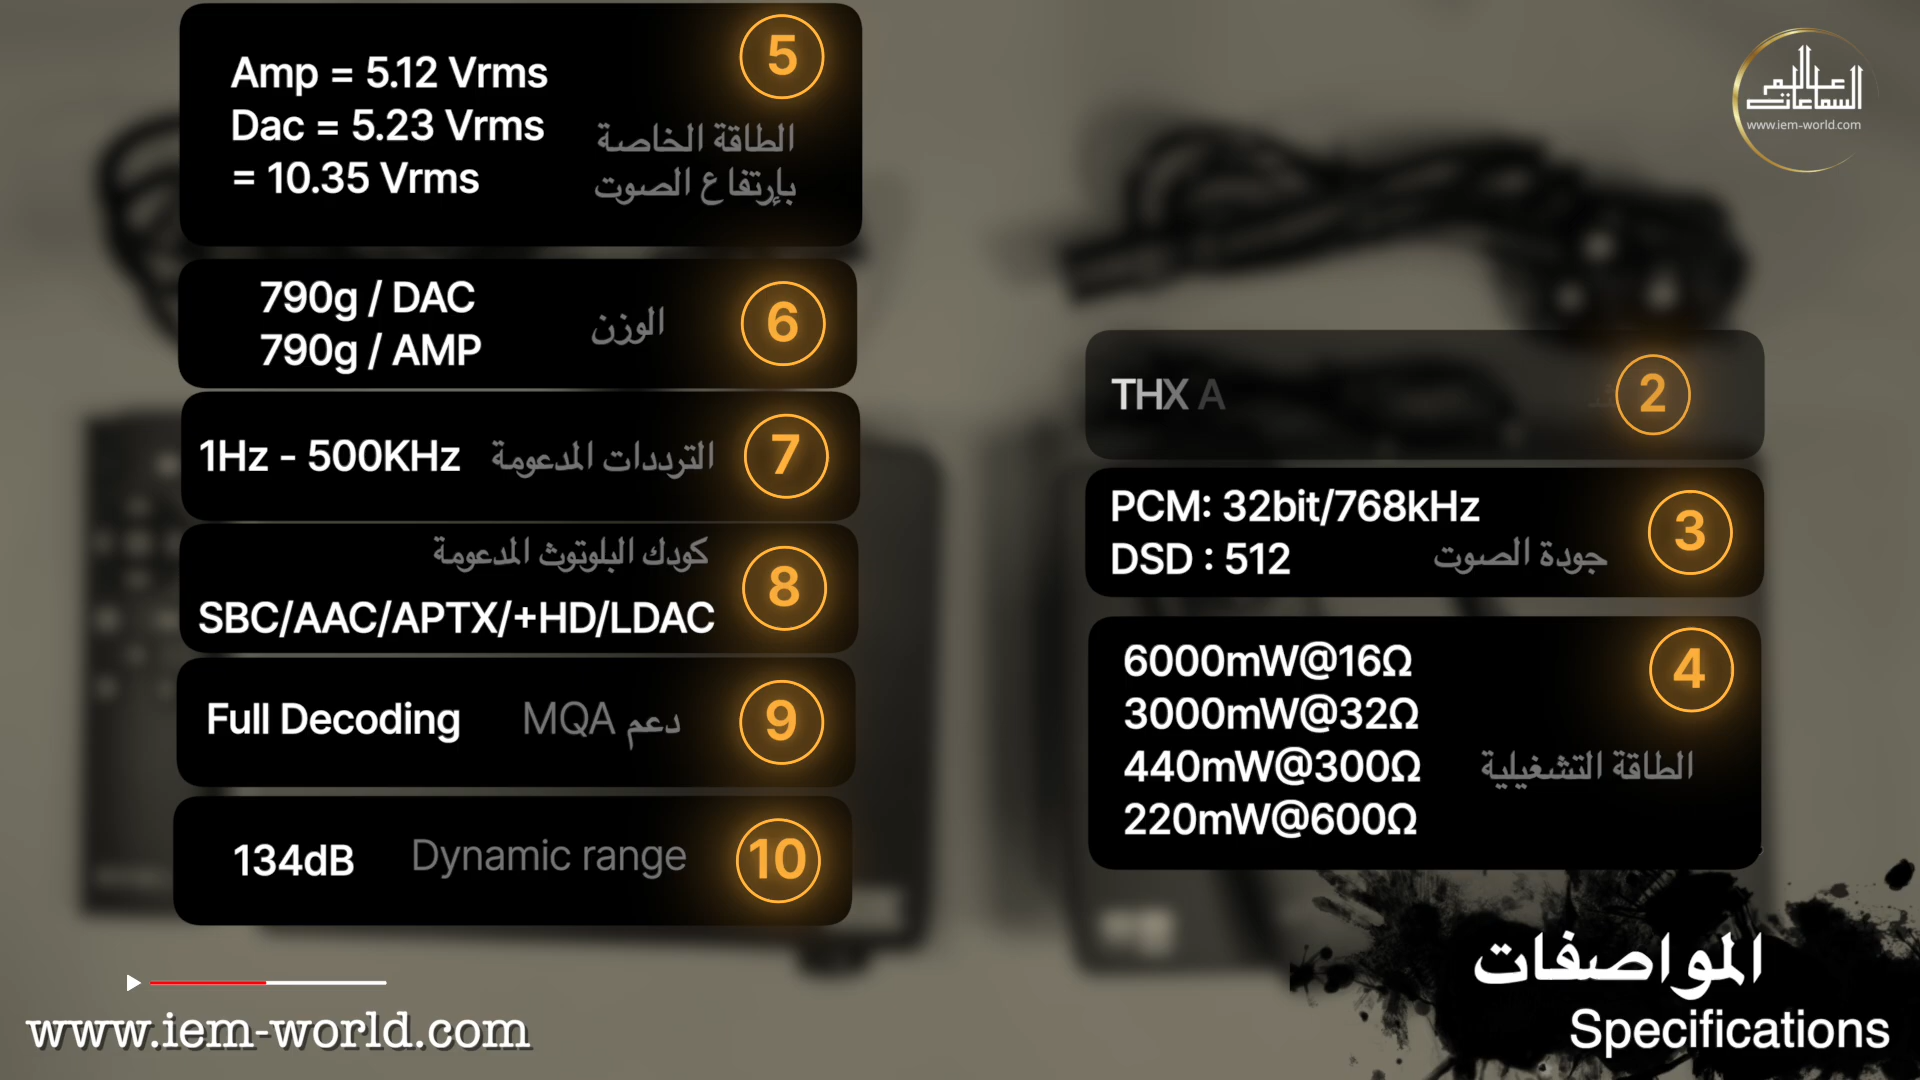 عالم
السماعات
www.iem-world.com
2
THX A
3
PCM: 32bit/768kHz
DSD : 512
جودة الصوت
4
6000mW@16Ω
3000mW@32Ω
440mW@300Ω
220mW@600Ω
الطاقة التشغيلية
5
Amp = 5.12 Vrms
Dac = 5.23 Vrms
= 10.35 Vrms
الطاقة الخاصة
بإرتفاع الصوت
6
790g / DAC
790g / AMP
الوزن
7
1Hz - 500KHz
الترددات المدعومة
8
كودك البلوتوث المدعومة
SBC/AAC/APTX/+HD/LDAC
9
Full Decoding
دعم MQA
10
134dB
Dynamic range
المواصفات
Specifications
www.iem-world.com